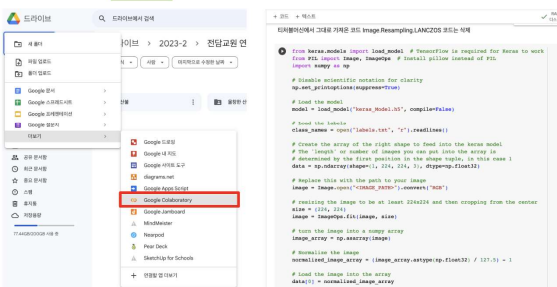 드라이브
드라이브에서 검색
새 폴더
파일 업로드
폴더 업로드
Google 문서
Google 스프레드시트
Google 프레젠테이션
Google 설문지
더보기
공유 문서함
최근 문서함
중요 문서함
스팸
휴지통
저장용량
77.44GB/200GB 사용 중
이브 > 2023-2 > 전담교원 연
사람
마지막으로 수정한 날짜
Google 드로잉
Google 내 지도
Google 사이트 도구
diagrams.net
Google Apps Script
Google Colaboratory
Google Jamboard
MindMeister
Nearpod
Pear Deck
SketchUp for Schools
+ 연결할 앱 더보기
+ 코드 + 텍스트
티처블머신에서 그대로 가져온 코드 Image.Resampling.LANCZOS 코드는 삭제
from keras.models import load_model # TensorFlow is required for Keras to work
from PIL import Image, ImageOps # Install pillow instead of PIL
import numpy as np
# Disable scientific notation for clarity
np.set_printoptions(suppress=True)
# Load the model
model = load_model("keras_Model.h5", compile=False)
# Load the labels
class_names = open("labels.txt", "r").readlines()
# Create the array of the right shape to feed into the keras model
# The 'length' or number of images you can put into the array is
# determined by the first position in the shape tuple, in this case 1
data = np.ndarray(shape=(1, 224, 224, 3), dtype=np.float32)
# Replace this with the path to your image
image = Image.open("<IMAGE_PATH>").convert("RGB")
# resizing the image to be at least 224x224 and then cropping from the center
size = (224, 224)
image = ImageOps.fit(image, size)
# turn the image into a numpy array
image_array = np.asarray(image)
# Normalize the image
normalized_image_array = (image_array.astype(np.float32) / 127.5) - 1
# Load the image into the array
data[0] = normalized_image_array